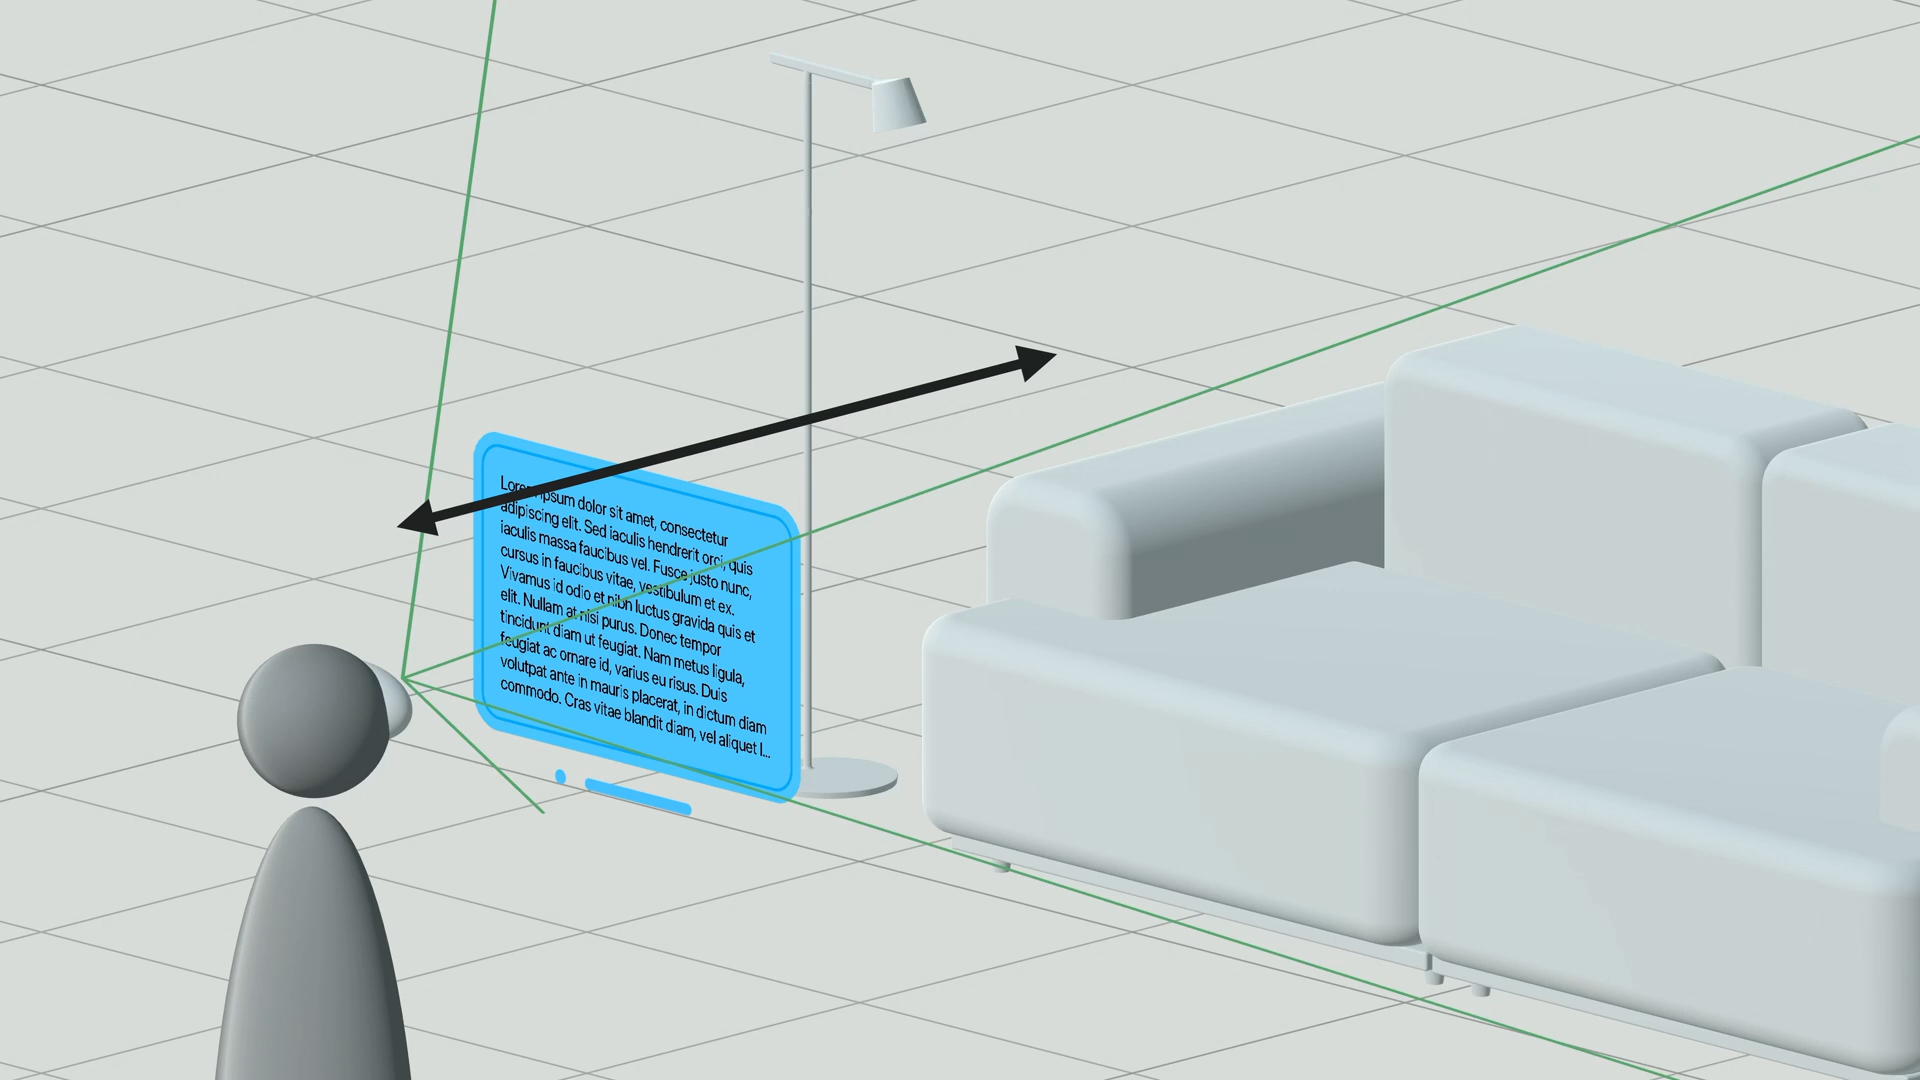 Lorem ipsum dolor sit amet, consectetur
adipiscing elit. Sed iaculis hendrerit orci, quis
iaculis massa faucibus vel. Fusce justo nunc,
cursus in faucibus vitae, vestibulum et ex.
Vivamus id odio et nibh luctus gravida quis et
elit. Nullam at nisi purus. Donec tempor
tincidunt diam ut feugiat. Nam metus ligula,
feugiat ac ornare id, varius eu risus. Duis
volutpat ante in mauris placerat, in dictum diam
commodo. Cras vitae blandit diam, vel aliquet l...